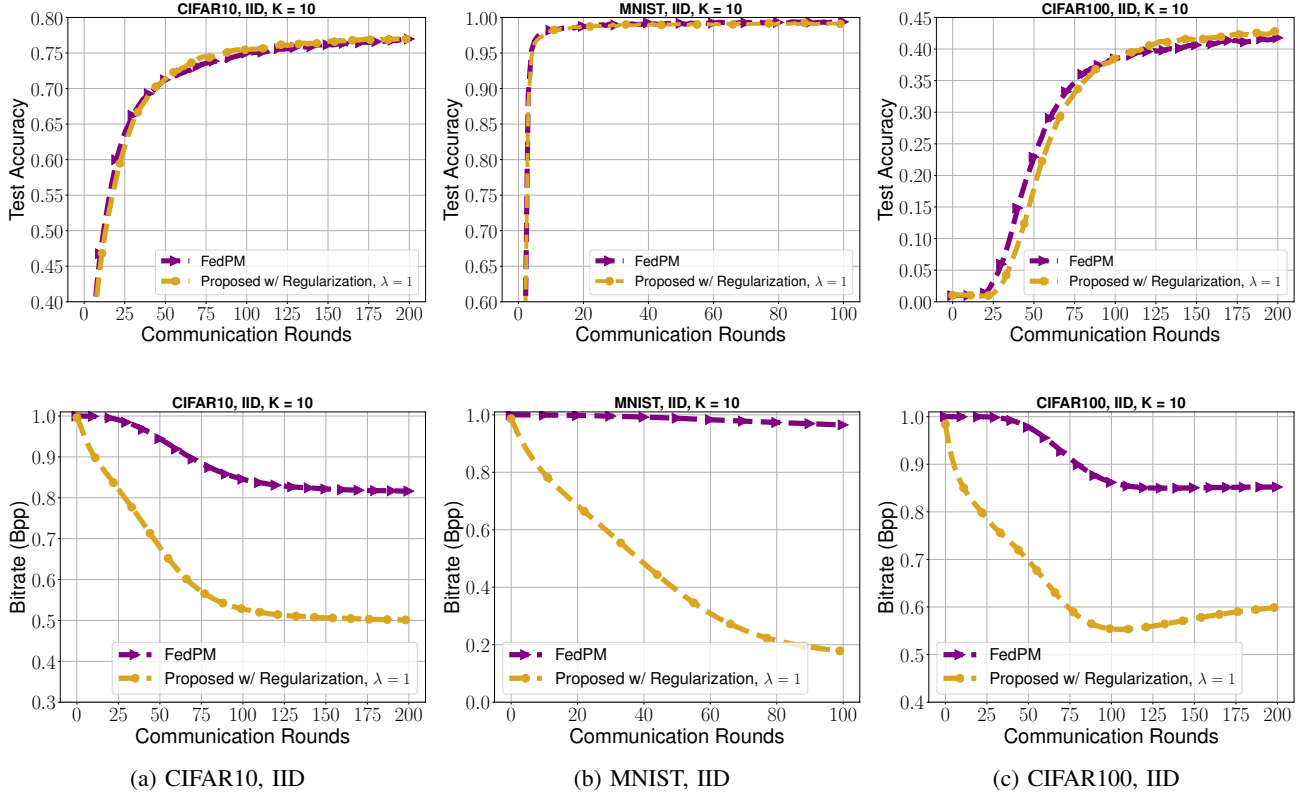 CIFAR10, IID, K = 10
0.80
0.75
0.70
0.65
0.60
0.55
0.50
0.45
0.40
Test Accuracy
FedPM
Proposed w/ Regularization, λ = 1
0 25 50 75 100 125 150 175 200
Communication Rounds
MNIST, IID, K = 10
1.00
0.95
0.90
0.85
0.80
0.75
0.70
0.65
0.60
Test Accuracy
FedPM
Proposed w/ Regularization, λ = 1
0 20 40 60 80 100
Communication Rounds
CIFAR100, IID, K = 10
0.45
0.40
0.35
0.30
0.25
0.20
0.15
0.10
0.05
0.00
Test Accuracy
FedPM
Proposed w/ Regularization, λ = 1
0 25 50 75 100 125 150 175 200
Communication Rounds
CIFAR10, IID, K = 10
1.0
0.9
0.8
0.7
0.6
0.5
0.4
0.3
Bitrate (Bpp)
FedPM
Proposed w/ Regularization, λ = 1
0 25 50 75 100 125 150 175 200
Communication Rounds
(a) CIFAR10, IID
MNIST, IID, K = 10
1.0
0.8
0.6
0.4
0.2
0.0
Bitrate (Bpp)
FedPM
Proposed w/ Regularization, λ = 1
0 20 40 60 80 100
Communication Rounds
(b) MNIST, IID
CIFAR100, IID, K = 10
1.0
0.9
0.8
0.7
0.6
0.5
0.4
Bitrate (Bpp)
FedPM
Proposed w/ Regularization, λ = 1
0 25 50 75 100 125 150 175 200
Communication Rounds
(c) CIFAR100, IID